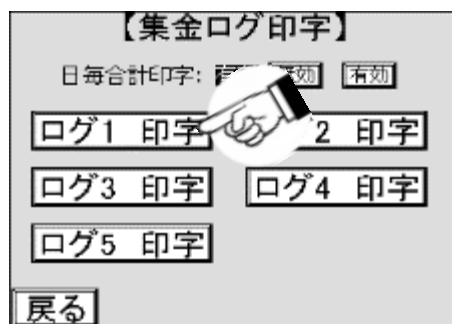 【集金ログ印字】
日毎合計印字: 効 有効
ログ1 印字 2 印字
ログ3 印字 ログ4 印字
ログ5 印字
戻る